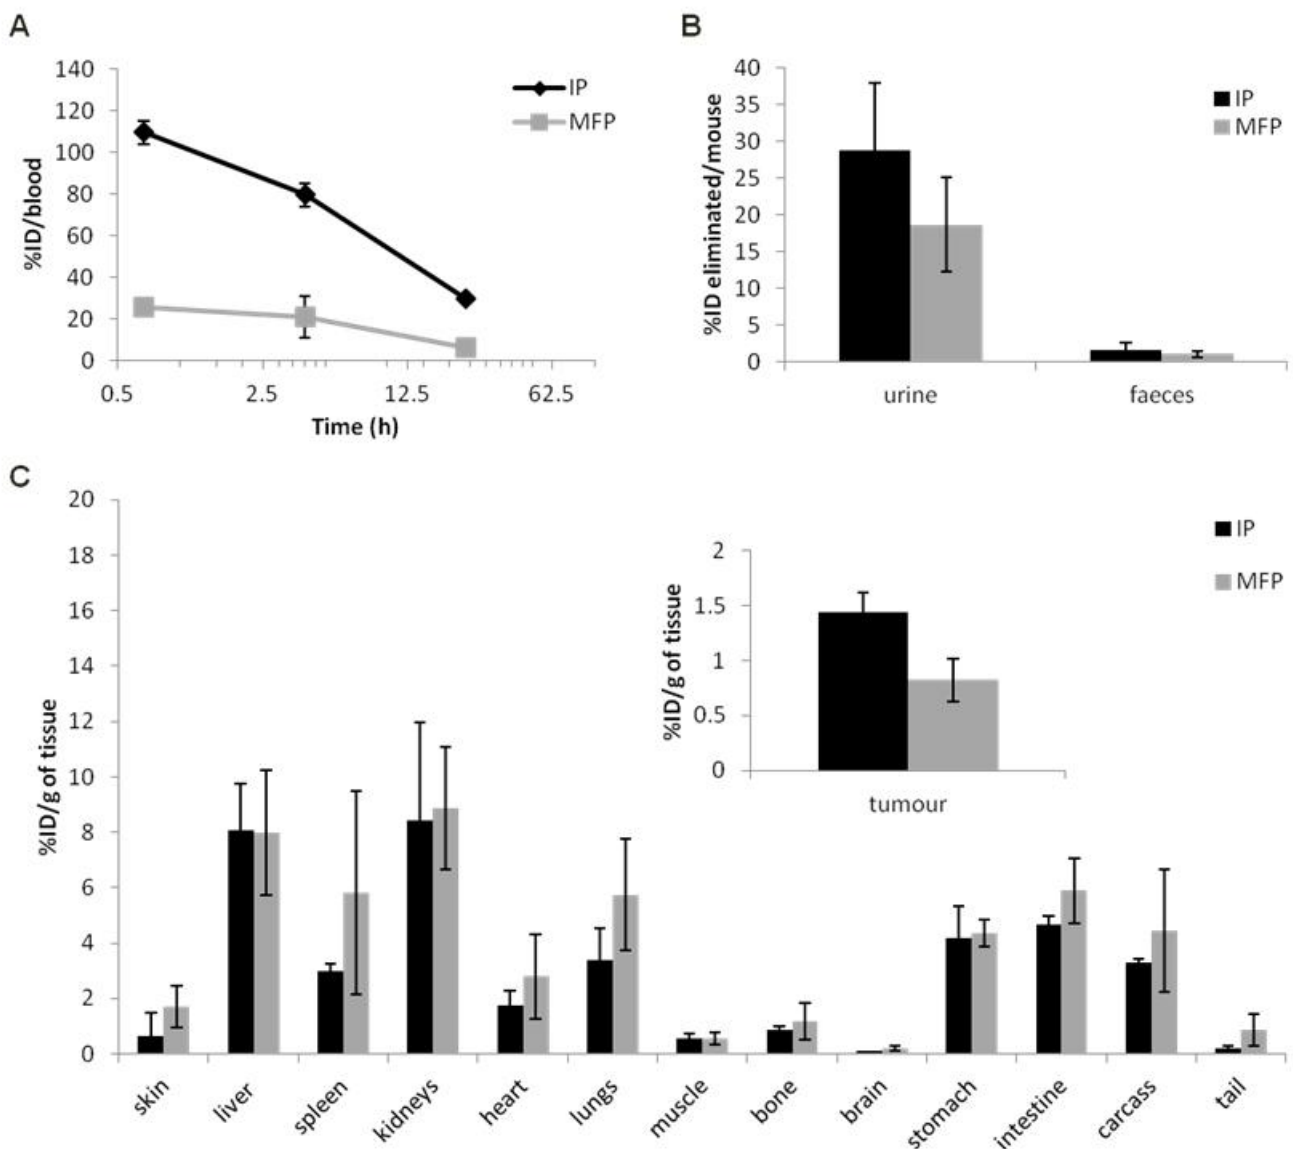 A
140
120
100
80
60
40
20
0
%ID/blood
0.5 2.5 12.5 62.5
Time (h)
IP
MFP
B
40
35
30
25
20
15
10
5
0
%ID eliminated/mouse
urine faeces
IP
MFP
C
20
18
16
14
12
10
8
6
4
2
0
%ID/g of tissue
skin liver spleen kidneys heart lungs muscle bone brain stomach intestine carcass tail
2
1.5
1
0.5
0
%ID/g of tissue
tumour
IP
MFP